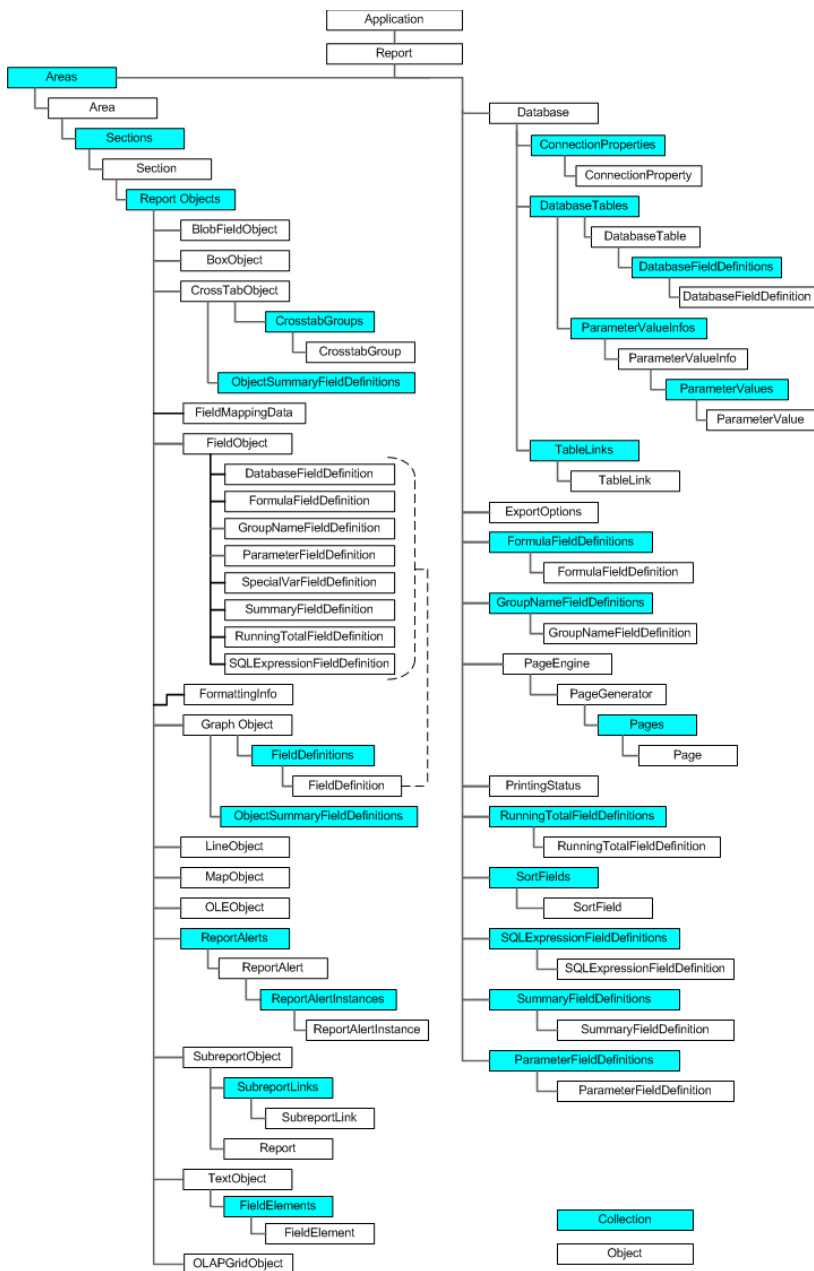 Application
Report
Areas
Area
Sections
Section
Report Objects
BlobFieldObject
BoxObject
CrossTabObject
CrosstabGroups
CrosstabGroup
ObjectSummaryFieldDefinitions
FieldMappingData
FieldObject
DatabaseFieldDefinition
FormulaFieldDefinition
GroupNameFieldDefinition
ParameterFieldDefinition
SpecialVarFieldDefinition
SummaryFieldDefinition
RunningTotalFieldDefinition
SQLExpressionFieldDefinition
FormattingInfo
Graph Object
FieldDefinitions
FieldDefinition
ObjectSummaryFieldDefinitions
LineObject
MapObject
OLEObject
ReportAlerts
ReportAlert
ReportAlertInstances
ReportAlertInstance
SubreportObject
SubreportLinks
SubreportLink
Report
TextObject
FieldElements
FieldElement
OLAPGridObject
Database
ConnectionProperties
ConnectionProperty
DatabaseTables
DatabaseTable
DatabaseFieldDefinitions
DatabaseFieldDefinition
ParameterValueInfos
ParameterValueInfo
ParameterValues
ParameterValue
TableLinks
TableLink
ExportOptions
FormulaFieldDefinitions
FormulaFieldDefinition
GroupNameFieldDefinitions
GroupNameFieldDefinition
PageEngine
PageGenerator
Pages
Page
PrintingStatus
RunningTotalFieldDefinitions
RunningTotalFieldDefinition
SortFields
SortField
SQLExpressionFieldDefinitions
SQLExpressionFieldDefinition
SummaryFieldDefinitions
SummaryFieldDefinition
ParameterFieldDefinitions
ParameterFieldDefinition
Collection
Object